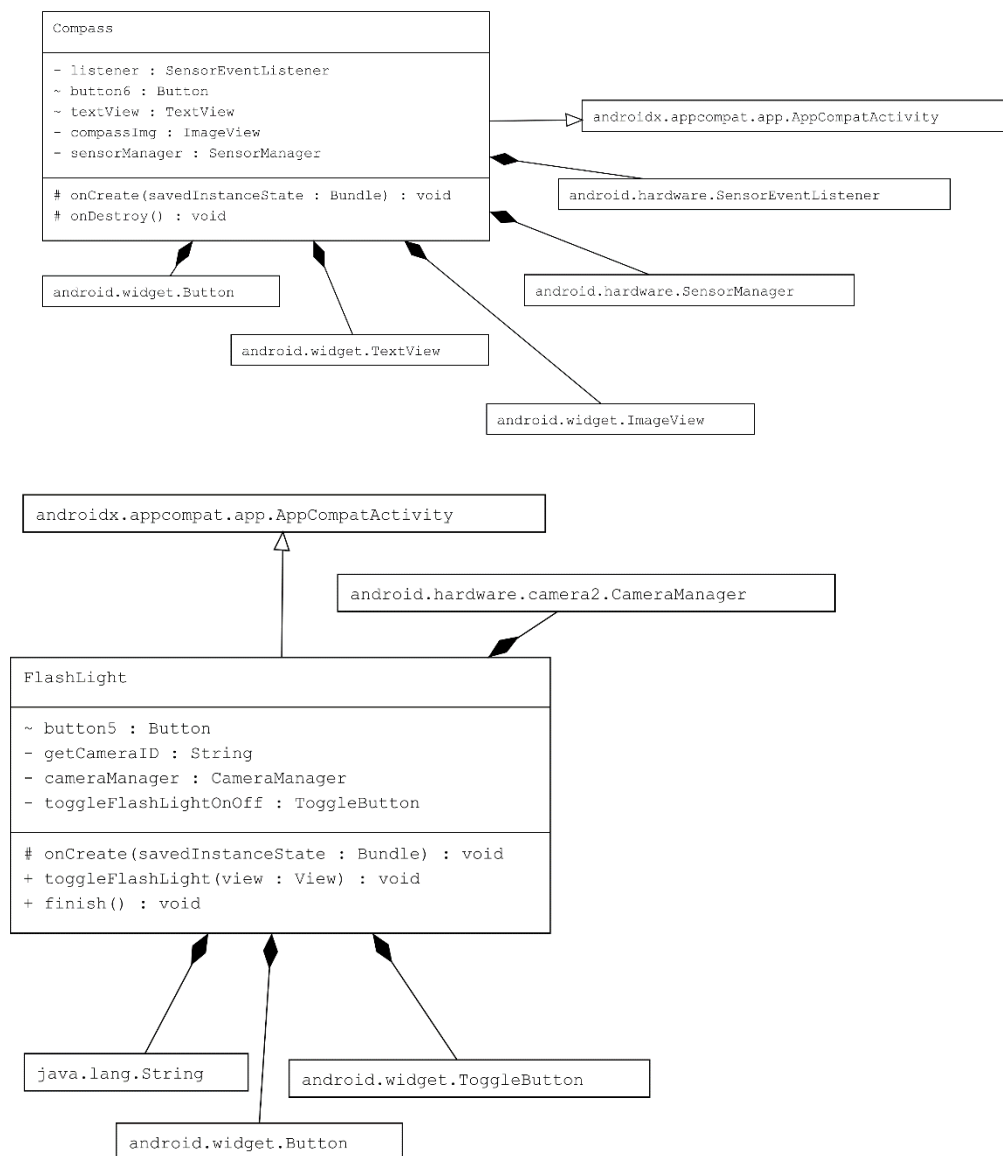 Compass
- listener : SensorEventListener
~ button6 : Button
~ textView : TextView
- compassImg : ImageView
- sensorManager : SensorManager
# onCreate(savedInstanceState : Bundle) : void
# onDestroy() : void
androidx.appcompat.app.AppCompatActivity
android.hardware.SensorEventListener
android.hardware.SensorManager
android.widget.Button
android.widget.TextView
android.widget.ImageView
androidx.appcompat.app.AppCompatActivity
android.hardware.camera2.CameraManager
FlashLight
~ button5 : Button
- getCameraID : String
- cameraManager : CameraManager
- toggleFlashLightOnOff : ToggleButton
# onCreate(savedInstanceState : Bundle) : void
+ toggleFlashLight(view : View) : void
+ finish() : void
java.lang.String
android.widget.ToggleButton
android.widget.Button